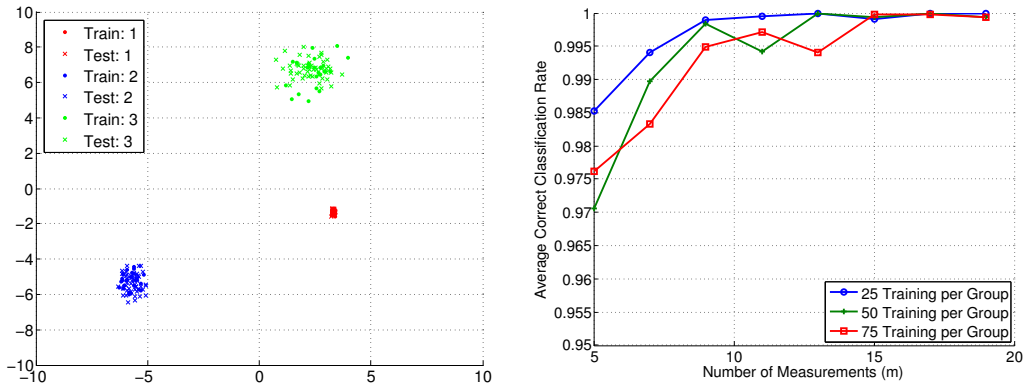 10
8
6
4
2
0
−2
−4
−6
−8
−10
−10
−5
0
5
10
Train: 1
Test: 1
Train: 2
Test: 2
Train: 3
Test: 3
Average Correct Classification Rate
1
0.995
0.99
0.985
0.98
0.975
0.97
0.965
0.96
0.955
0.95
5
10
15
20
Number of Measurements (m)
25 Training per Group
50 Training per Group
75 Training per Group